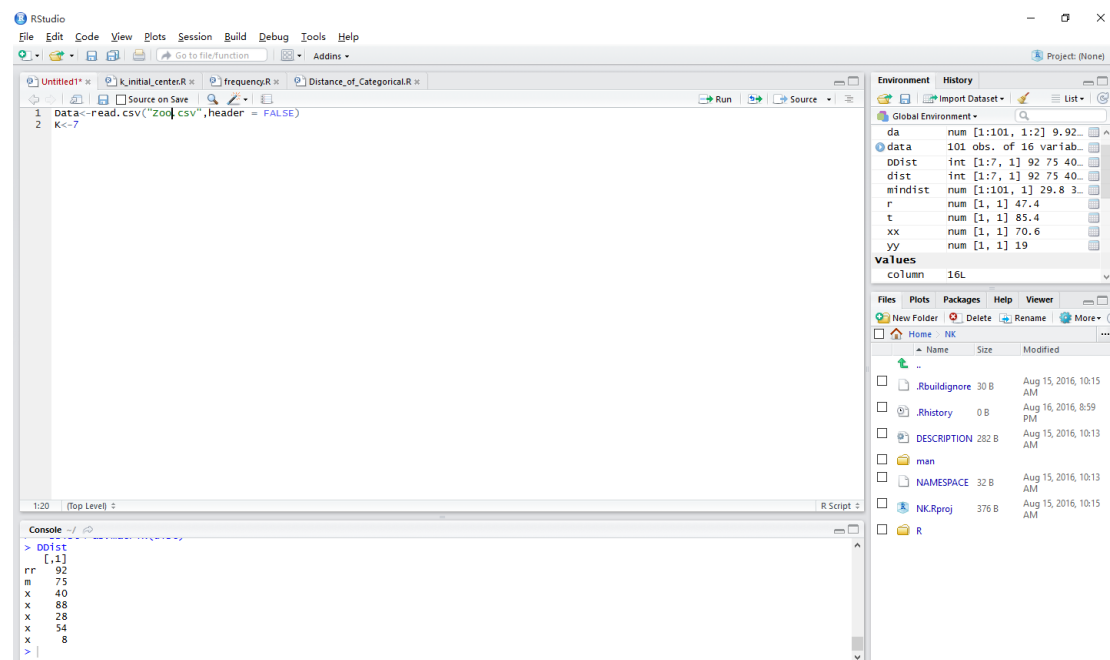 RStudio
File Edit Code View Plots Session Build Debug Tools Help
Go to file/function Addins
Project: (None)
Untitled1* k_initial_center.R frequency.R Distance_of_Categorical.R
Source on Save Run Source
1 Data<-read.csv("Zoo.csv",header = FALSE)
2 K<-7
1:20 (Top Level) R Script
Console ~/
> DDist
[,1]
rr 92
m 75
x 40
x 88
x 28
x 54
x 8
>
Environment History
Import Dataset List
Global Environment
da num [1:101, 1:2] 9.92…
data 101 obs. of 16 variab…
DDist int [1:7, 1] 92 75 40…
dist int [1:7, 1] 92 75 40…
mindist num [1:101, 1] 29.8 3…
r num [1, 1] 47.4
t num [1, 1] 85.4
xx num [1, 1] 70.6
yy num [1, 1] 19
Values
column 16L
Files Plots Packages Help Viewer
New Folder Delete Rename More
Home NK ...
Name Size Modified
..
.Rbuildignore 30 B Aug 15, 2016, 10:15 AM
.Rhistory 0 B Aug 16, 2016, 8:59 PM
DESCRIPTION 282 B Aug 15, 2016, 10:13 AM
man
NAMESPACE 32 B Aug 15, 2016, 10:13 AM
NK.Rproj 376 B Aug 15, 2016, 10:15 AM
R